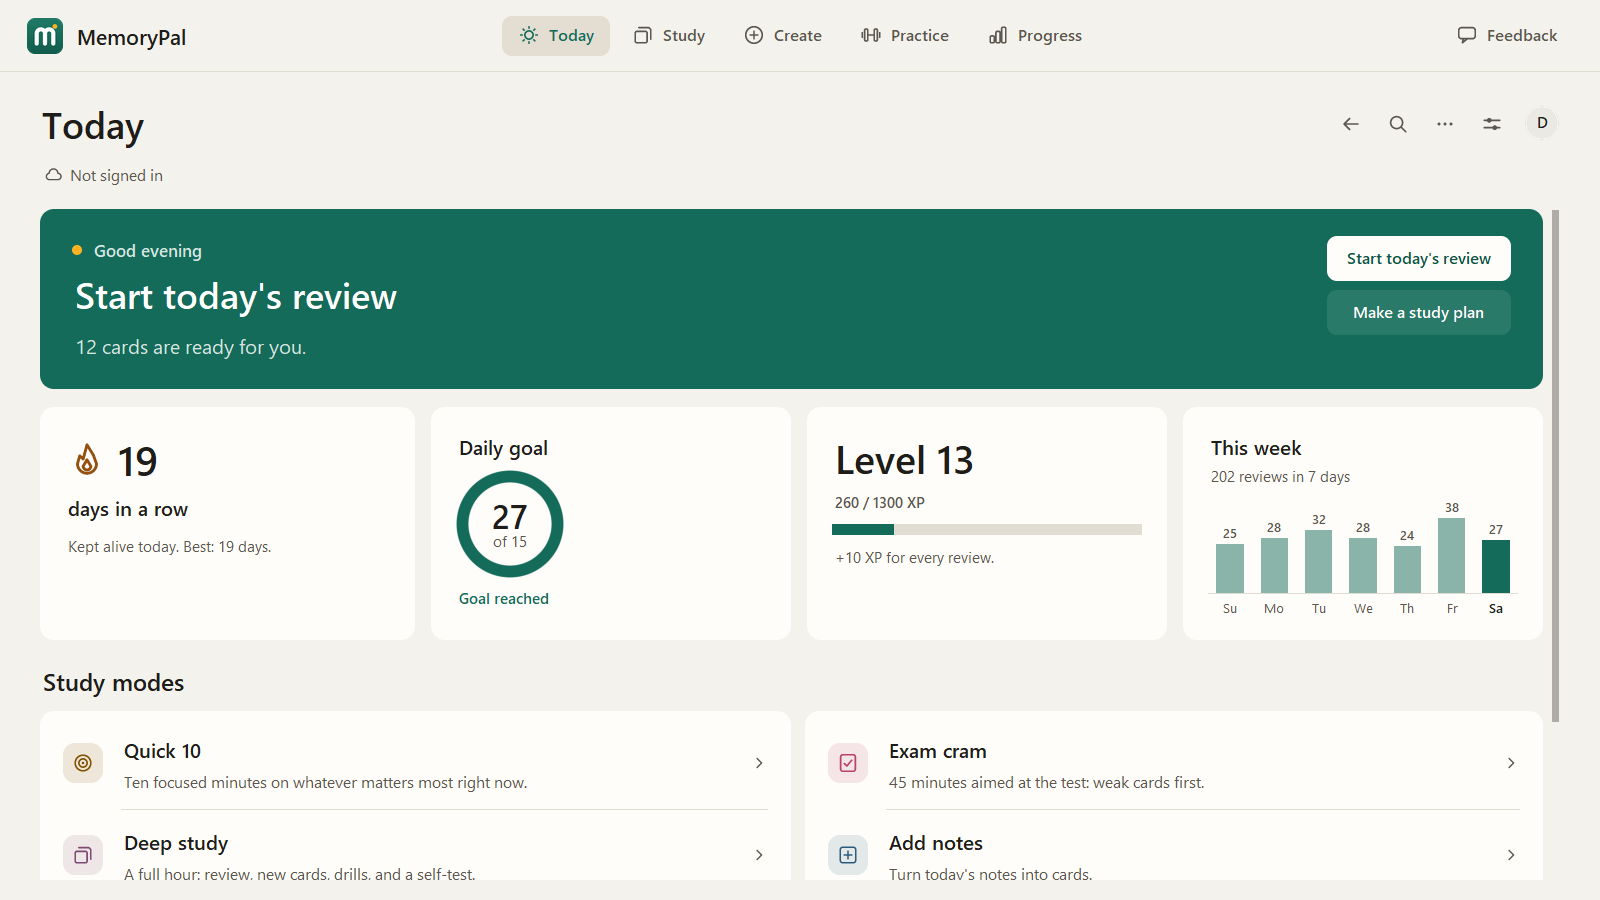 MemoryPal
Today
Study
Create
Practice
Progress
Feedback
Today
D
Not signed in
Good evening
Start today's review
12 cards are ready for you.
Start today's review
Make a study plan
19
days in a row
Kept alive today. Best: 19 days.
Daily goal
27
of 15
Goal reached
Level 13
260 / 1300 XP
+10 XP for every review.
This week
202 reviews in 7 days
25 28 32 28 24 38 27
Su Mo Tu We Th Fr Sa
Study modes
Quick 10
Ten focused minutes on whatever matters most right now.
Exam cram
45 minutes aimed at the test: weak cards first.
Deep study
A full hour: review, new cards, drills, and a self-test.
Add notes
Turn today's notes into cards.